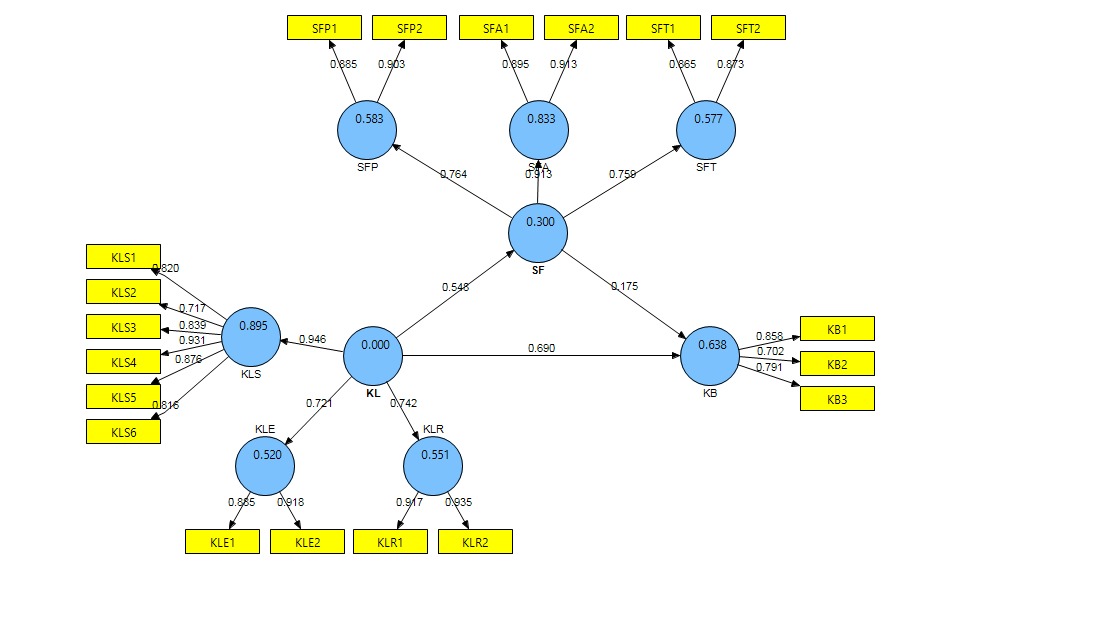 SFP1 SFP2 SFA1 SFA2 SFT1 SFT2
0.885 0.903 0.895 0.913 0.865 0.873
0.583 0.833 0.577
SFP SFA SFT
0.764 0.913 0.759
0.300
SF
KLS1
0.820
KLS2
0.717
KLS3
0.839
KLS4
0.931
KLS5
0.876
KLS6
0.816
0.895
KLS
0.946
0.548
0.175
0.000
KL
0.690
0.638
KB
0.858
KB1
0.702
KB2
0.791
KB3
0.721 0.742
KLE KLR
0.520 0.551
0.885 0.918 0.917 0.935
KLE1 KLE2 KLR1 KLR2